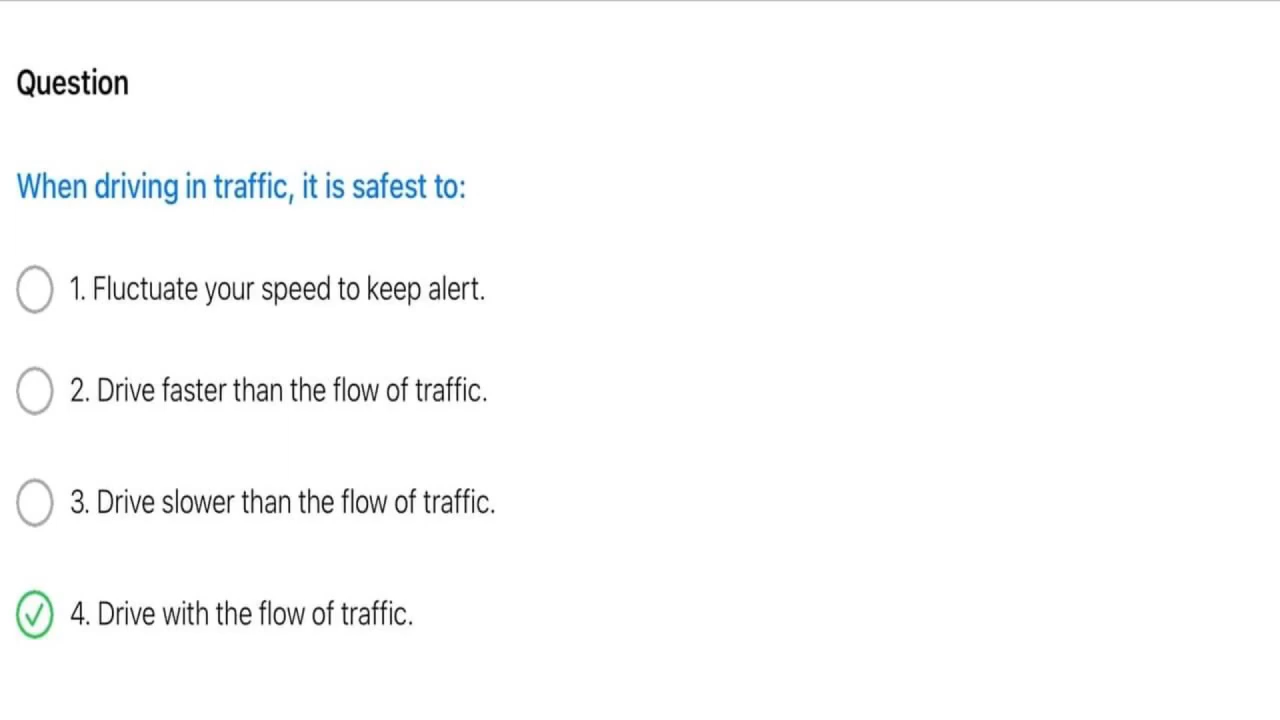 Question
When driving in traffic, it is safest to:
1. Fluctuate your speed to keep alert.
2. Drive faster than the flow of traffic.
3. Drive slower than the flow of traffic.
4. Drive with the flow of traffic.